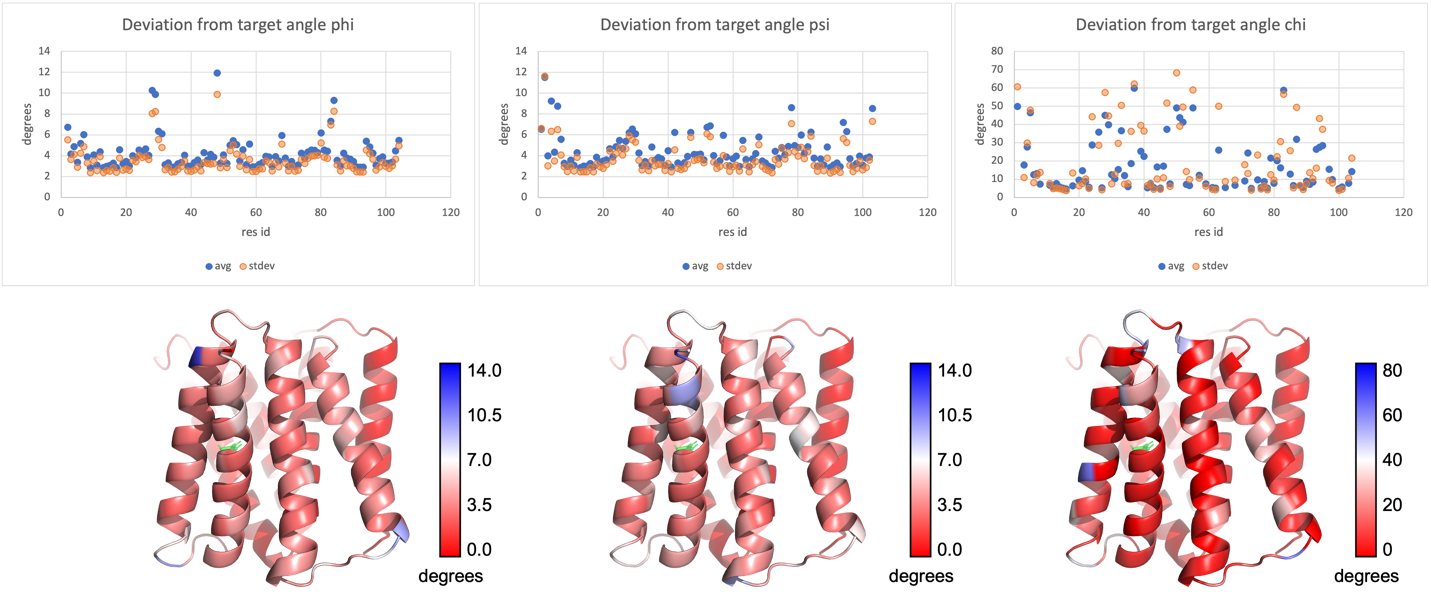 Deviation from target angle phi
14
12
10
8
6
4
2
0
degrees
0 20 40 60 80 100 120
res id
avg stdev
Deviation from target angle psi
14
12
10
8
6
4
2
0
degrees
0 20 40 60 80 100 120
res id
avg stdev
Deviation from target angle chi
80
70
60
50
40
30
20
10
0
degrees
0 20 40 60 80 100 120
res id
avg stdev
14.0
10.5
7.0
3.5
0.0
degrees
14.0
10.5
7.0
3.5
0.0
degrees
80
60
40
20
0
degrees